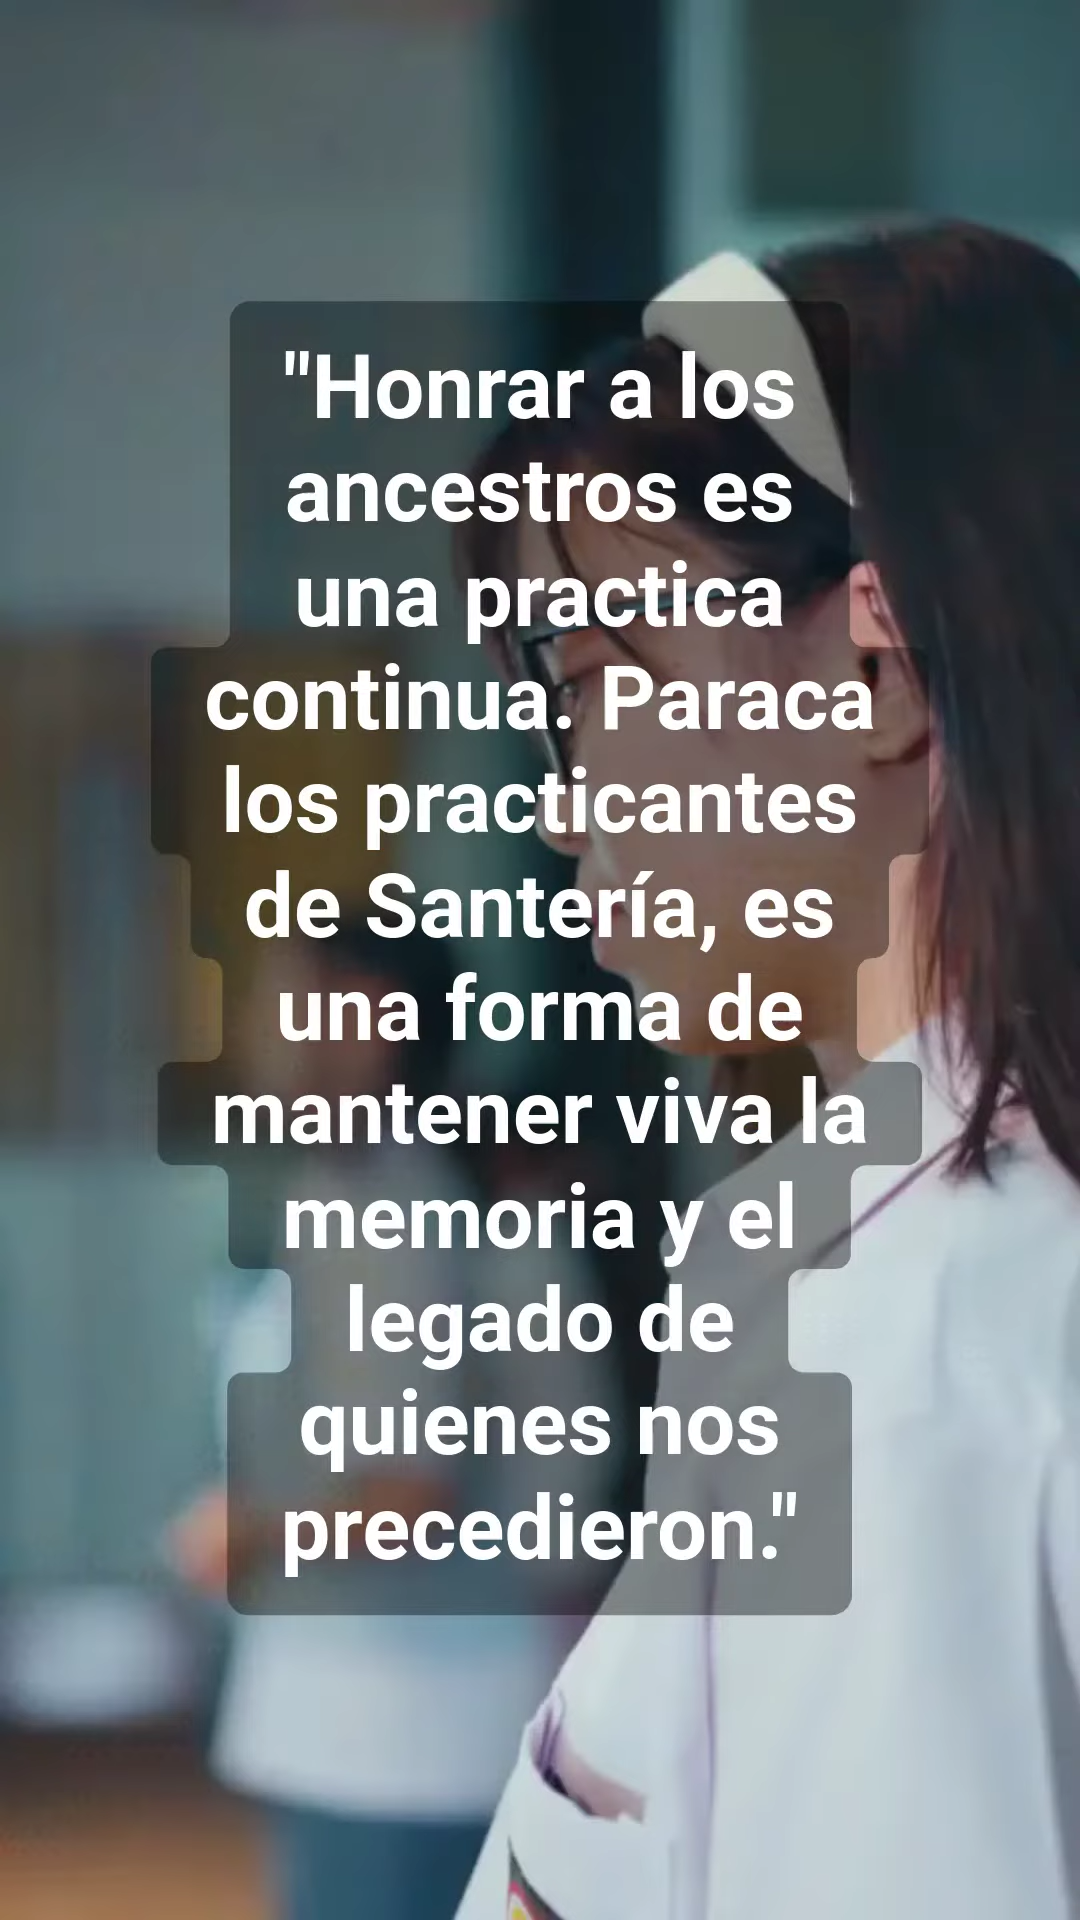 "Honrar a los
ancestros es
una practica
continua. Paraca
los practicantes
de Santería, es
una forma de
mantener viva la
memoria y el
legado de
quienes nos
precedieron."